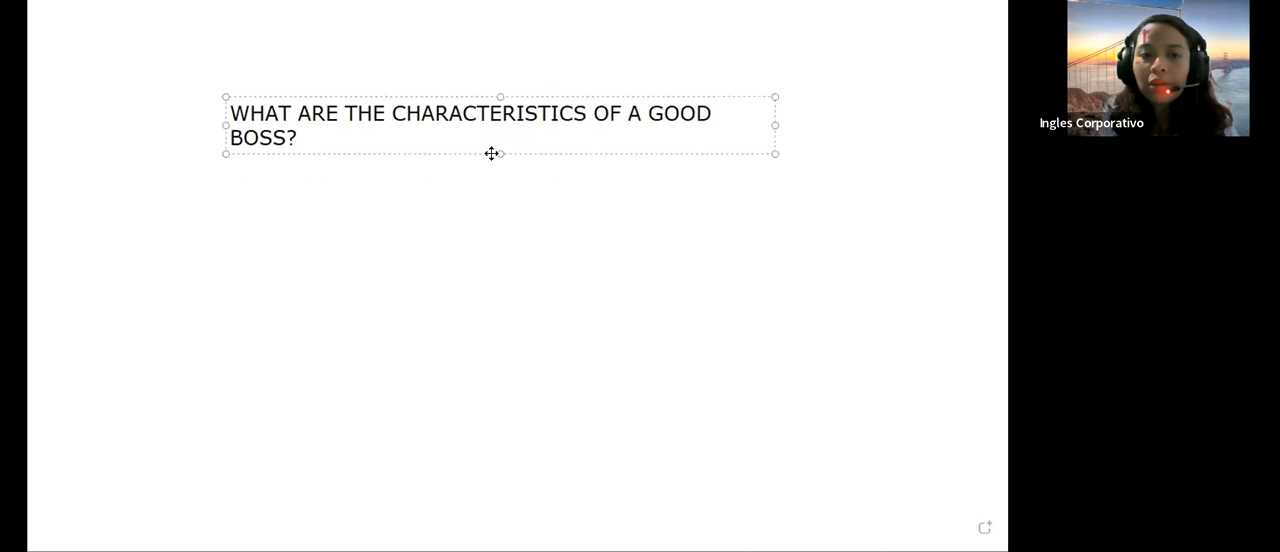 WHAT ARE THE CHARACTERISTICS OF A GOOD
BOSS?
Ingles Corporativo